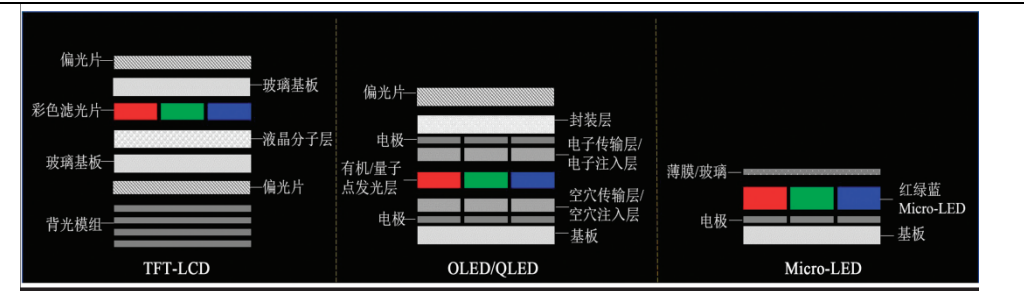 偏光片
玻璃基板
彩色滤光片
液晶分子层
玻璃基板
偏光片
背光模组
TFT-LCD
偏光片
封装层
电极
电子传输层/
电子注入层
有机/量子
点发光层
空穴传输层/
空穴注入层
电极
基板
OLED/QLED
薄膜/玻璃
红绿蓝
Micro-LED
电极
基板
Micro-LED